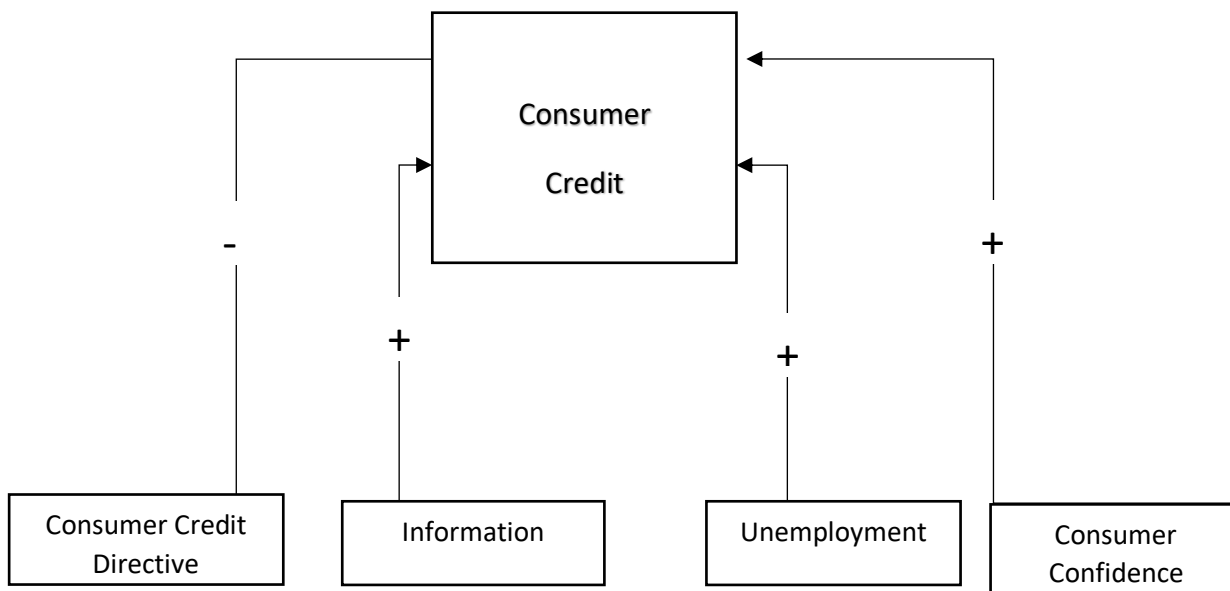 Consumer
Credit
-
+
+
+
Consumer Credit
Directive
Information
Unemployment
Consumer
Confidence